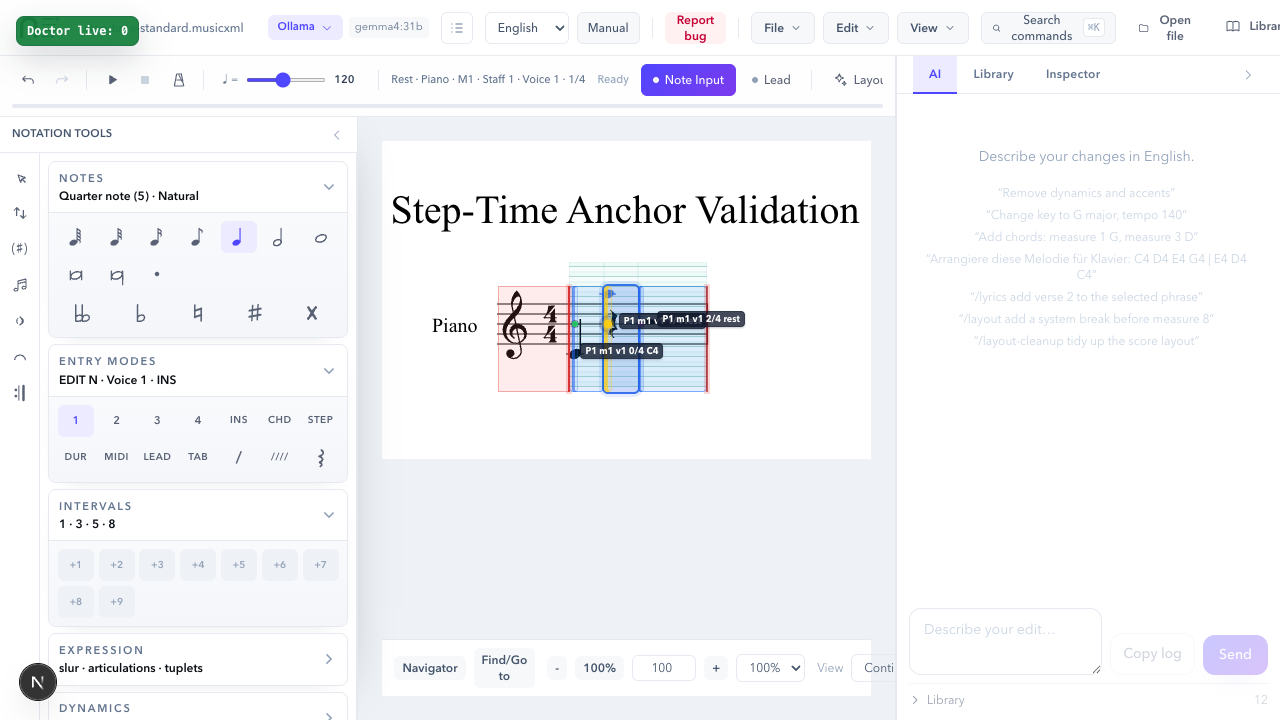 Doctor live: 0
standard.musicxml
Ollama
gemma4:31b
English
Manual
Report bug
File
Edit
View
Search commands
⌘K
Open file
♩ =
120
Rest · Piano · M1 · Staff 1 · Voice 1 · 1/4
Ready
Note Input
Lead
AI
Library
Inspector
NOTATION TOOLS
NOTES
Quarter note (5) · Natural
ENTRY MODES
EDIT N · Voice 1 · INS
1
2
3
4
INS
CHD
STEP
DUR
MIDI
LEAD
TAB
/
////
INTERVALS
1 · 3 · 5 · 8
+1
+2
+3
+4
+5
+6
+7
+8
+9
EXPRESSION
slur · articulations · tuplets
DYNAMICS
N
Step-Time Anchor Validation
Piano
4
4
P1 m1 v1 0/4 C4
P1 m1 v
P1 m1 v1 2/4 rest
Navigator
Find/Go to
-
100%
100
+
100%
View
Describe your changes in English.
“Remove dynamics and accents”
“Change key to G major, tempo 140”
“Add chords: measure 1 G, measure 3 D”
“Arrangiere diese Melodie für Klavier: C4 D4 E4 G4 | E4 D4
C4”
“/lyrics add verse 2 to the selected phrase”
“/layout add a system break before measure 8”
“/layout-cleanup tidy up the score layout”
Describe your edit...
Copy log
Send
Library
12